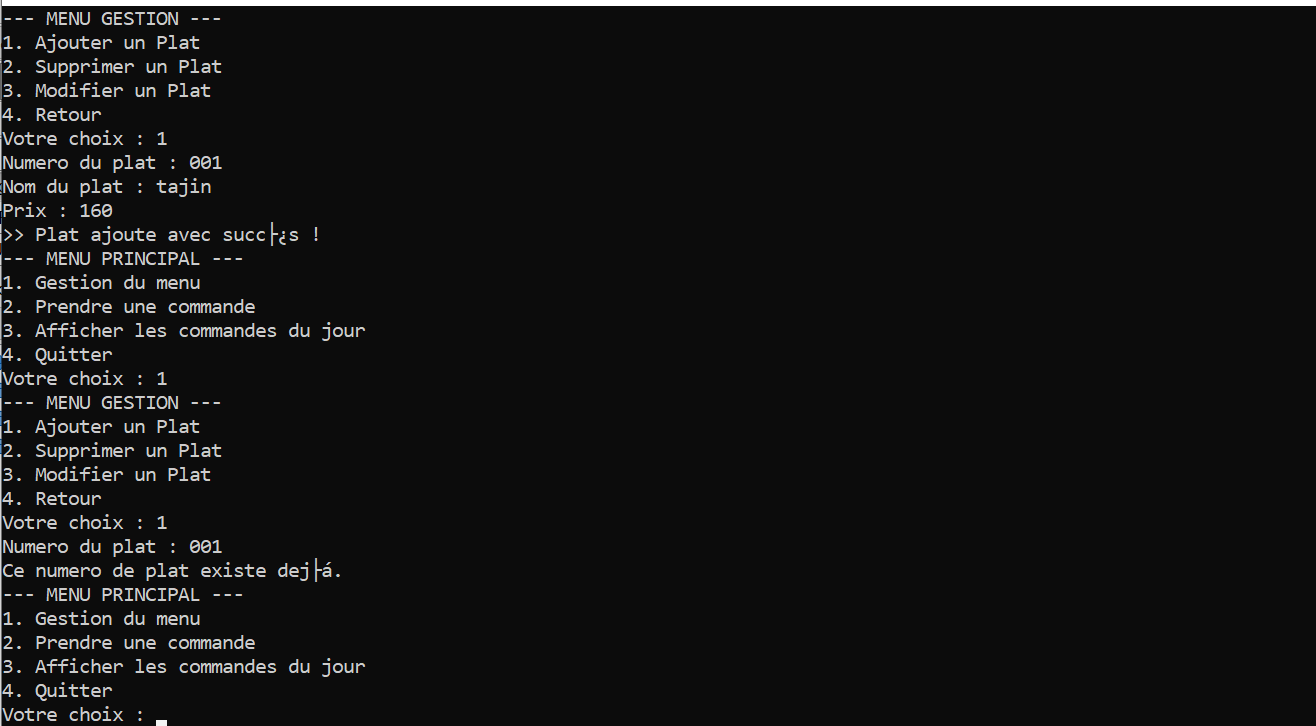 --- MENU GESTION ---
1. Ajouter un Plat
2. Supprimer un Plat
3. Modifier un Plat
4. Retour
Votre choix : 1
Numero du plat : 001
Nom du plat : tajin
Prix : 160
>> Plat ajoute avec succ├¿s !
--- MENU PRINCIPAL ---
1. Gestion du menu
2. Prendre une commande
3. Afficher les commandes du jour
4. Quitter
Votre choix : 1
--- MENU GESTION ---
1. Ajouter un Plat
2. Supprimer un Plat
3. Modifier un Plat
4. Retour
Votre choix : 1
Numero du plat : 001
Ce numero de plat existe dej├á.
--- MENU PRINCIPAL ---
1. Gestion du menu
2. Prendre une commande
3. Afficher les commandes du jour
4. Quitter
Votre choix :